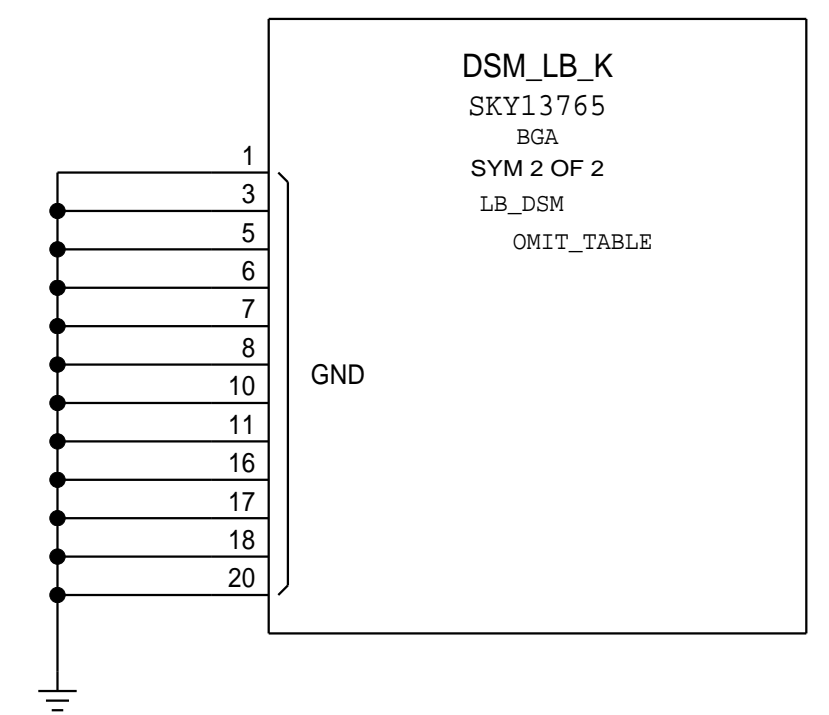 DSM_LB_K
SKY13765
BGA
SYM 2 OF 2
LB_DSM
OMIT_TABLE
1
3
5
6
7
8
10
11
16
17
18
20
GND